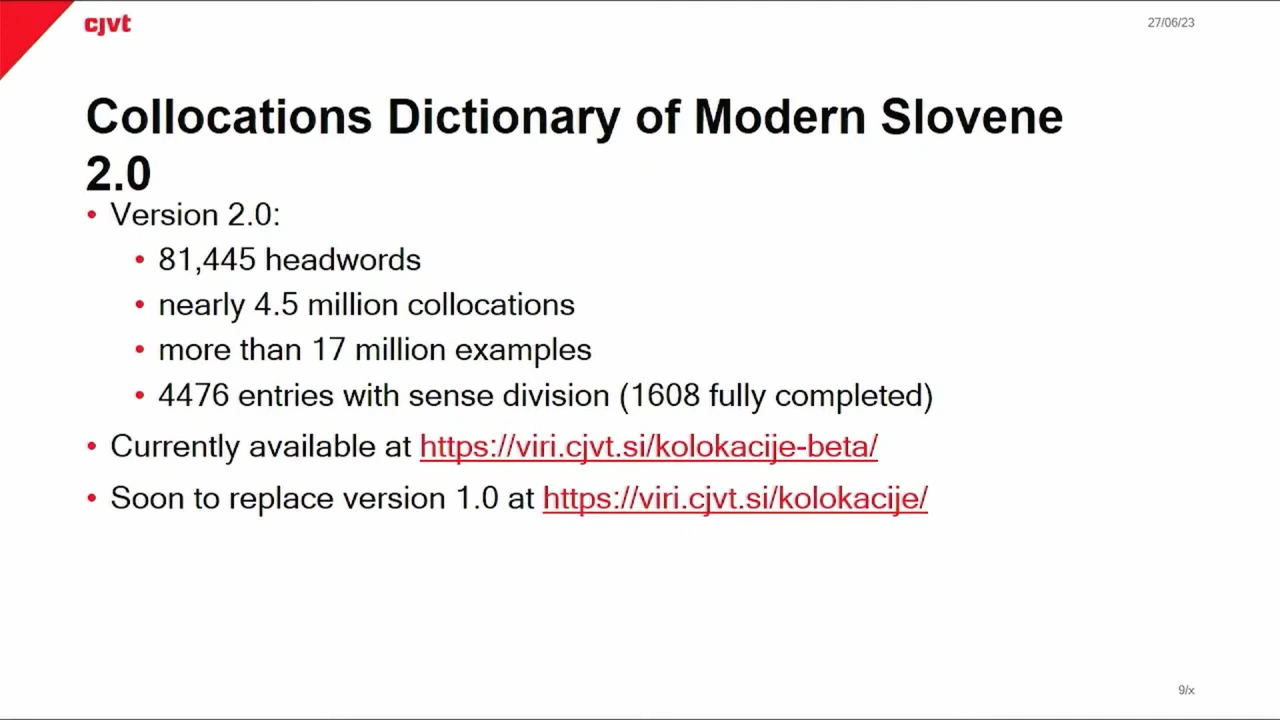 cjvt
27/06/23
Collocations Dictionary of Modern Slovene
2.0
• Version 2.0:
• 81,445 headwords
• nearly 4.5 million collocations
• more than 17 million examples
• 4476 entries with sense division (1608 fully completed)
• Currently available at https://viri.cjvt.si/kolokacije-beta/
• Soon to replace version 1.0 at https://viri.cjvt.si/kolokacije/
9/x